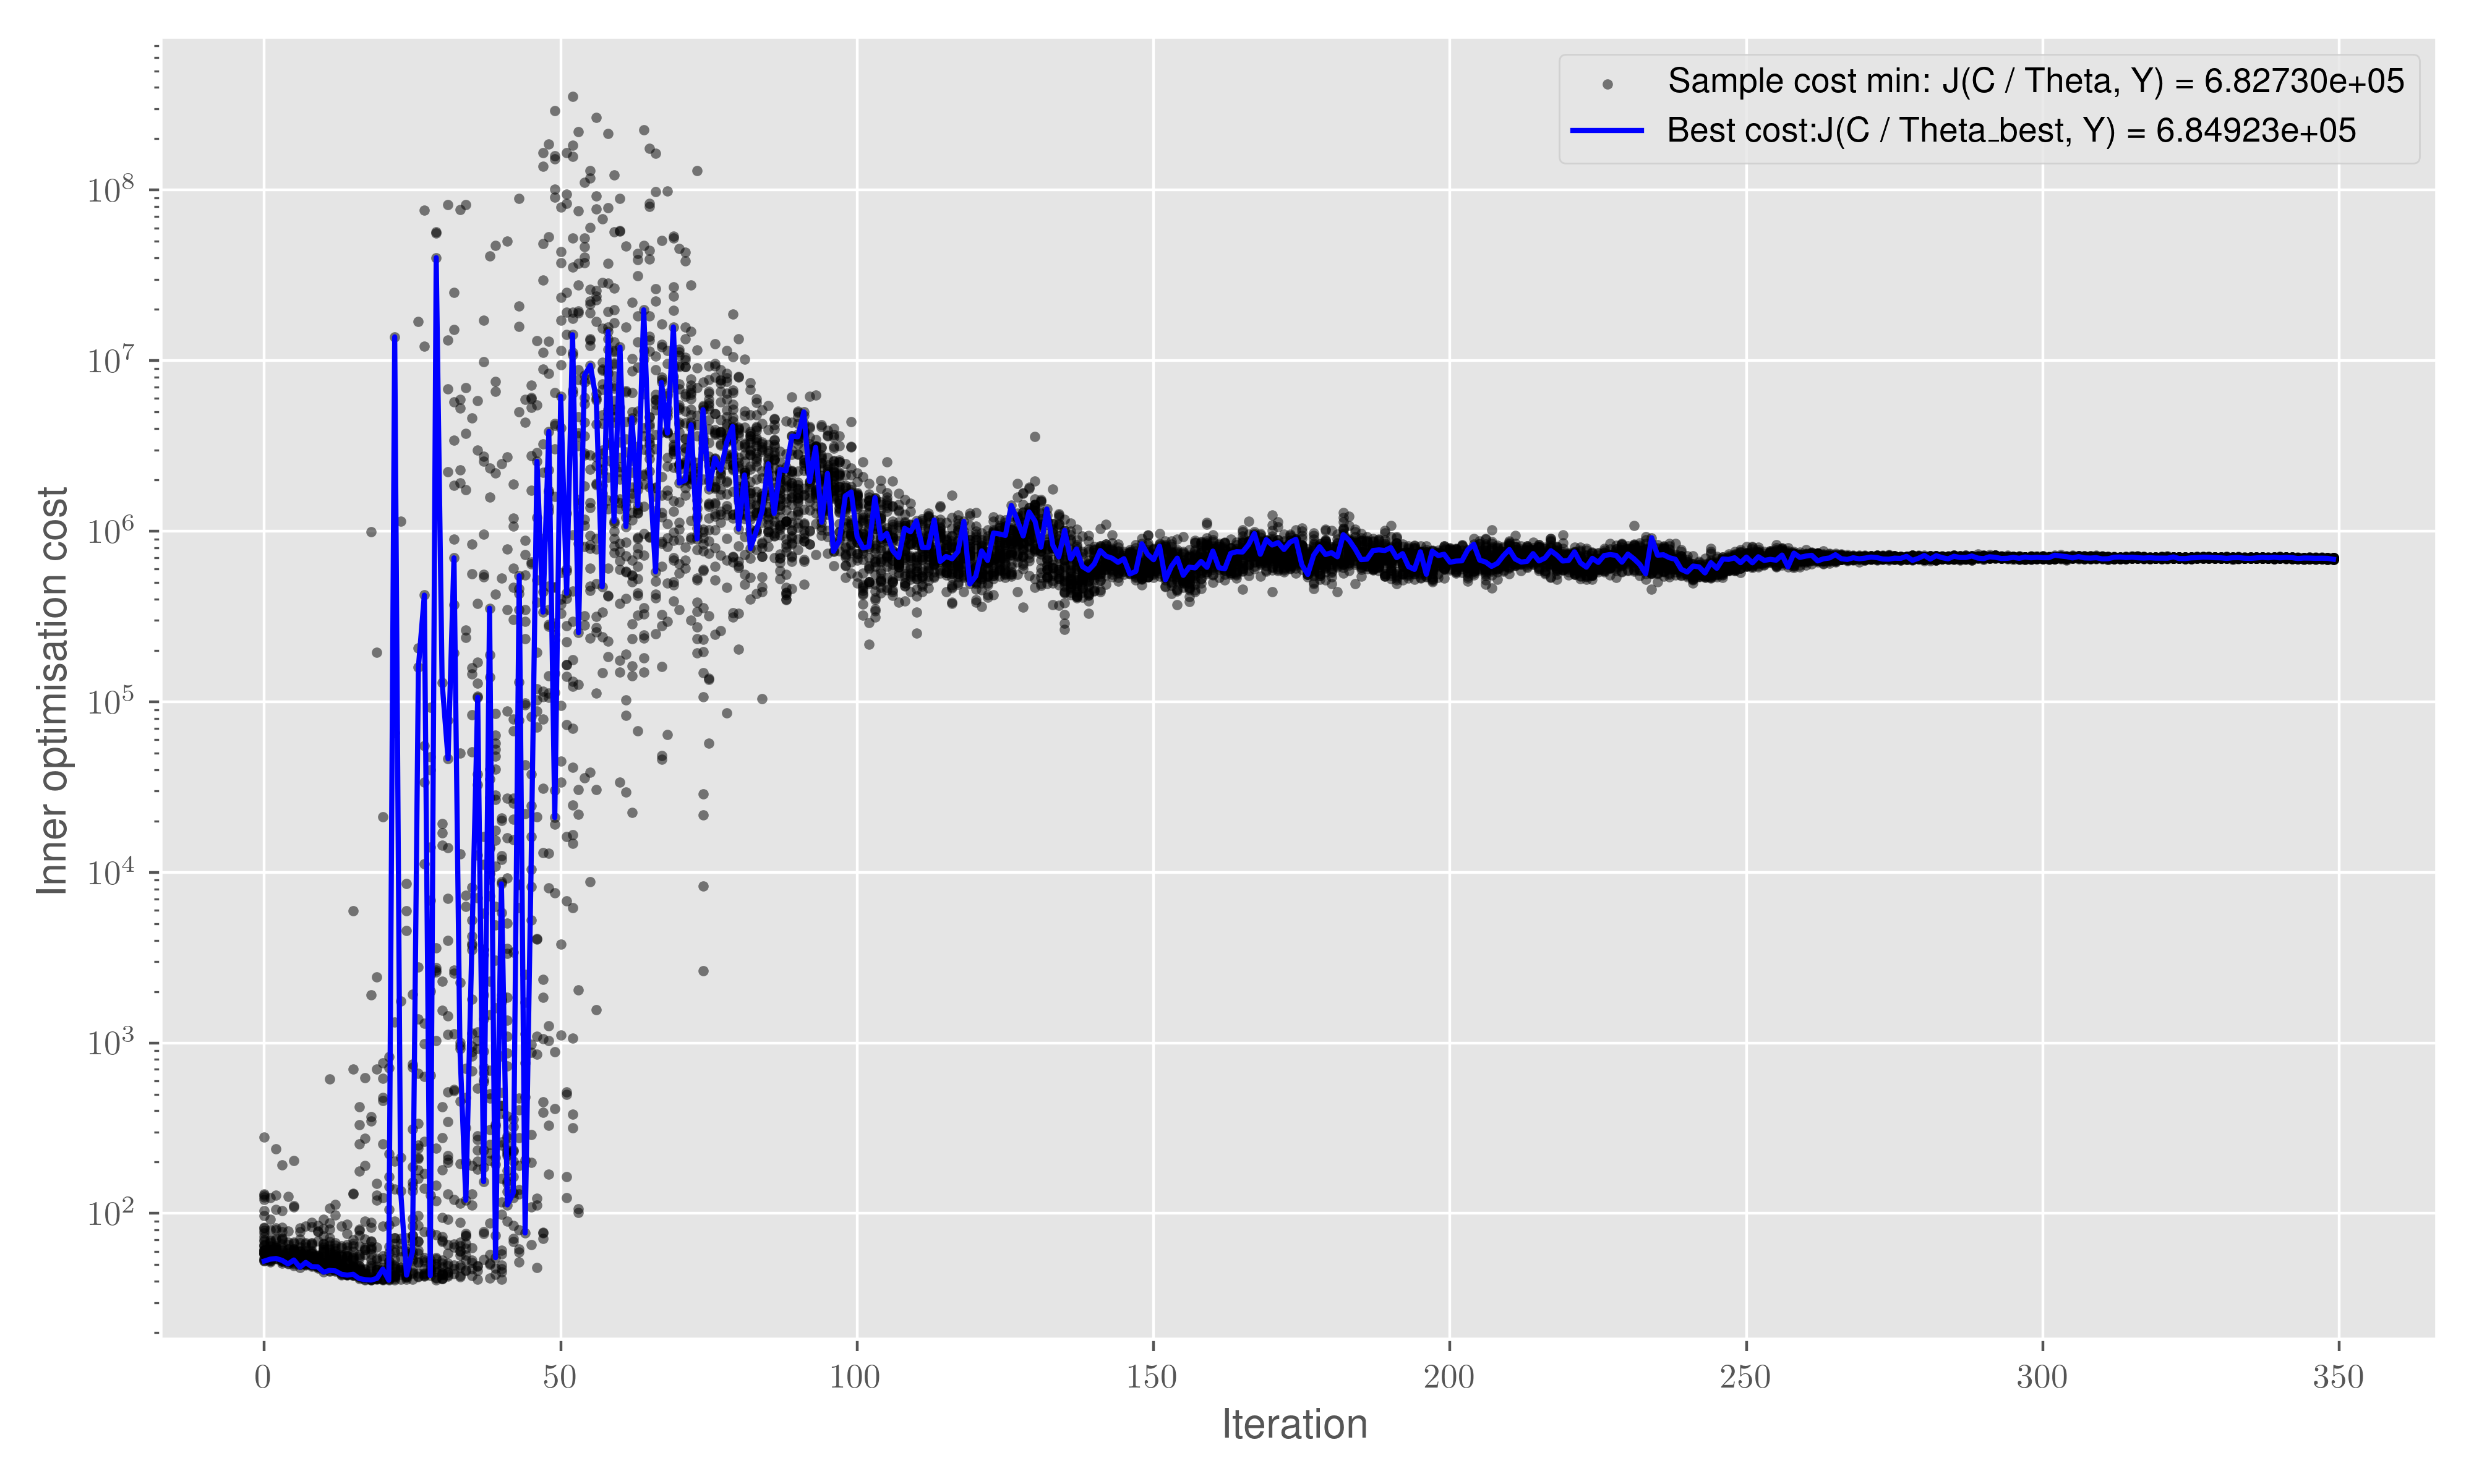 Sample cost min: J(C / Theta, Y) = 6.82730e+05
Best cost:J(C / Theta_best, Y) = 6.84923e+05
Inner optimisation cost
10^8
10^7
10^6
10^5
10^4
10^3
10^2
0 50 100 150 200 250 300 350
Iteration